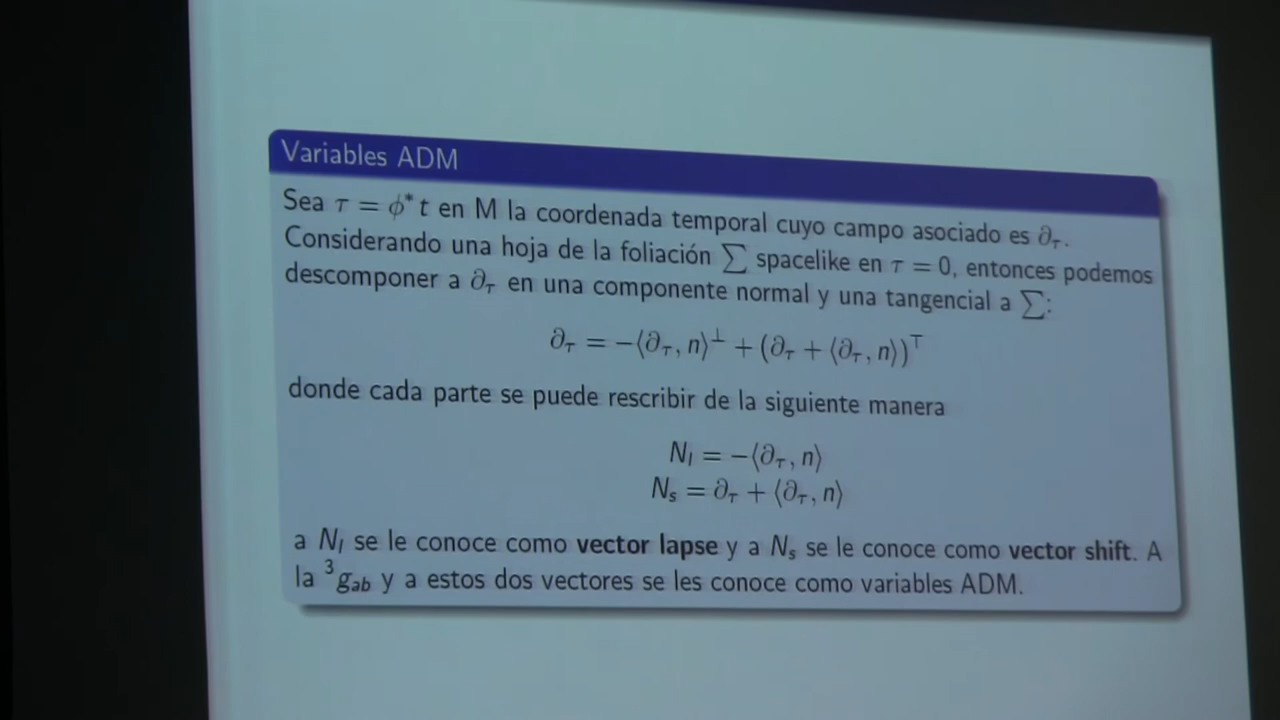 Variables ADM
Sea τ = ϕ* t en M la coordenada temporal cuyo campo asociado es ∂τ.
Considerando una hoja de la foliación ∑ spacelike en τ = 0, entonces podemos
descomponer a ∂τ en una componente normal y una tangencial a ∑:
∂τ = −⟨∂τ, n⟩⊥ + (∂τ + ⟨∂τ, n⟩)⊤
donde cada parte se puede rescribir de la siguiente manera
Nl = −⟨∂τ, n⟩
Ns = ∂τ + ⟨∂τ, n⟩
a Nl se le conoce como vector lapse y a Ns se le conoce como vector shift. A
la ³gab y a estos dos vectores se les conoce como variables ADM.